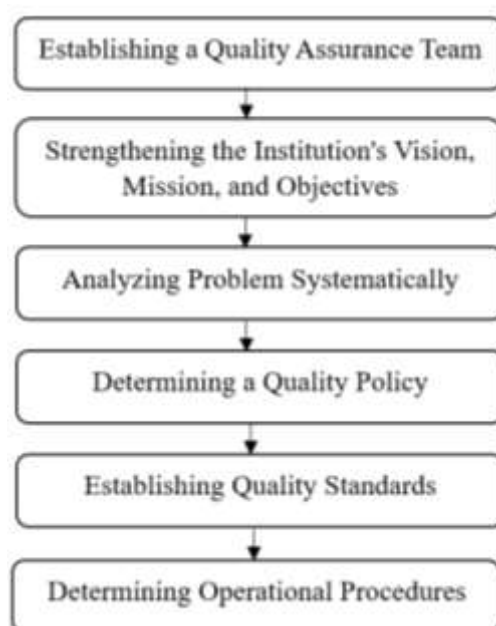 Establishing a Quality Assurance Team
Strengthening the Institution's Vision,
Mission, and Objectives
Analyzing Problem Systematically
Determining a Quality Policy
Establishing Quality Standards
Determining Operational Procedures